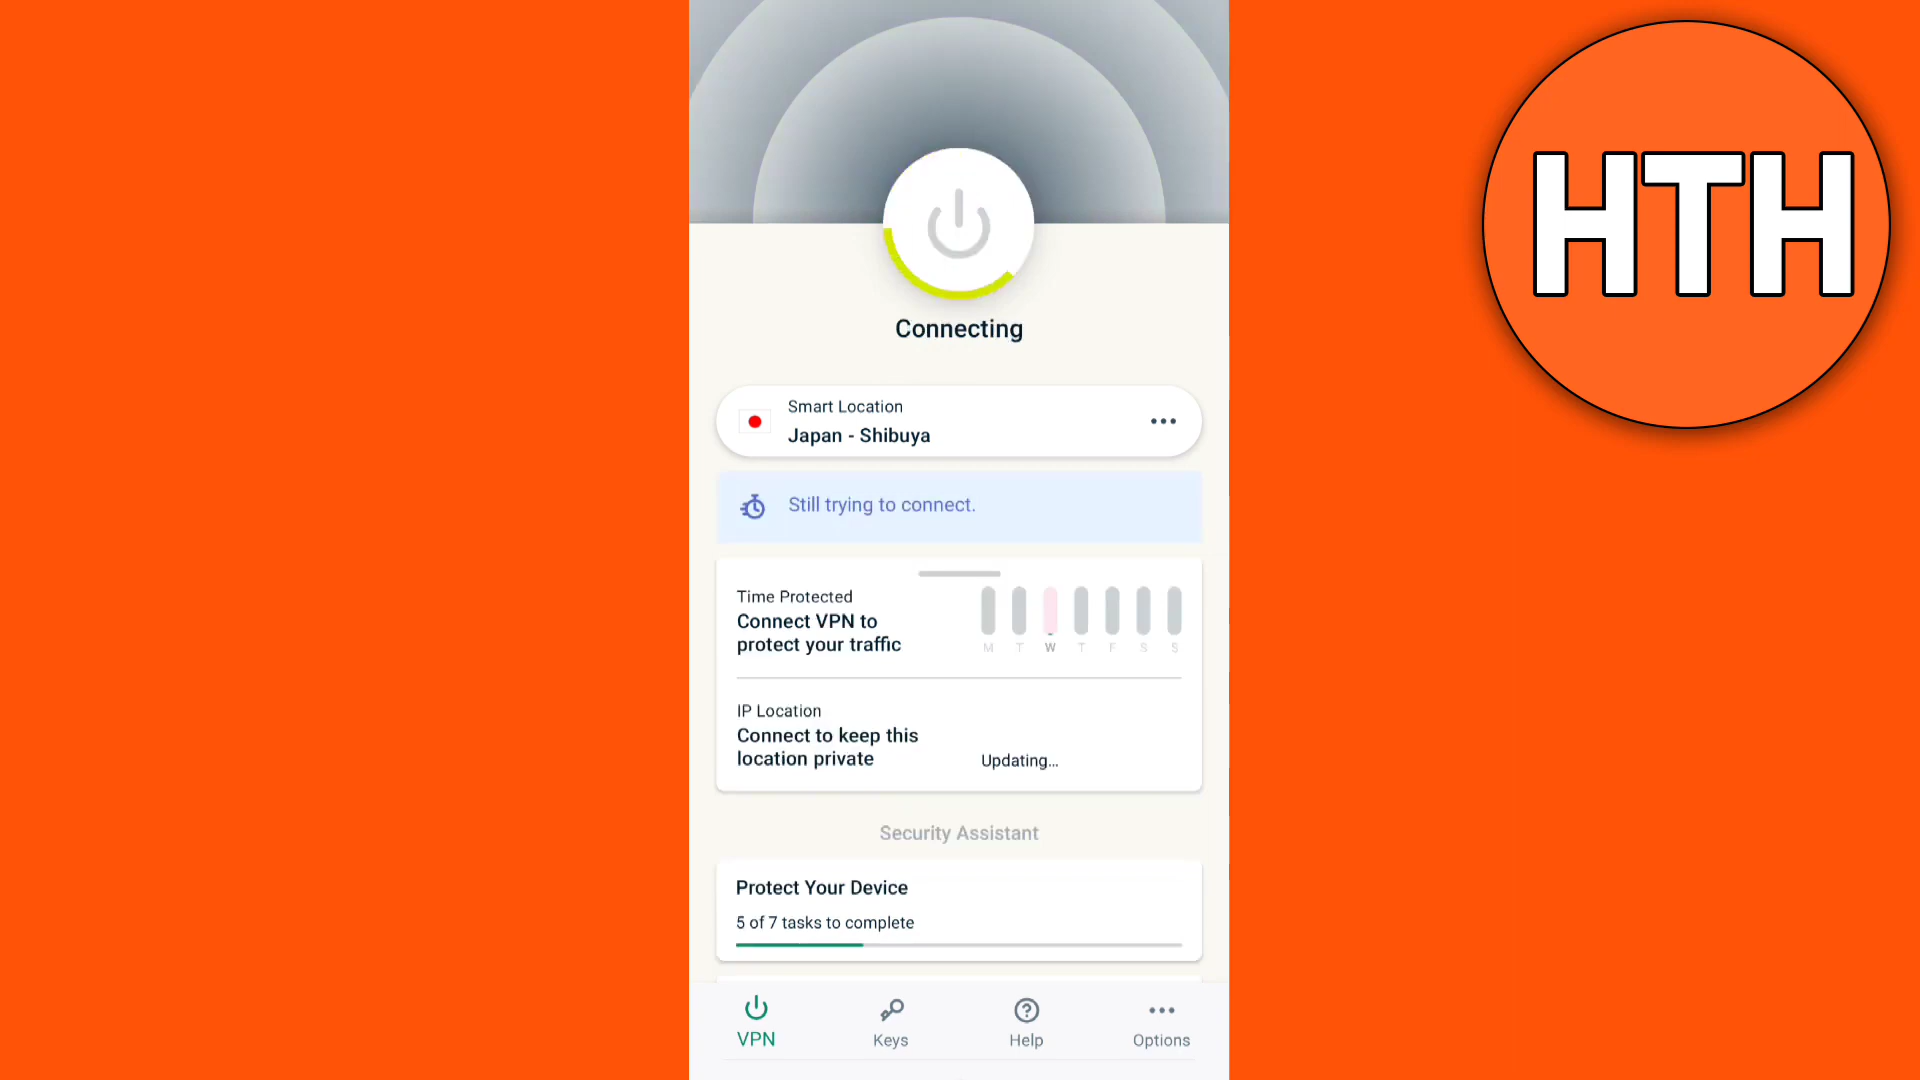 HTH
Connecting
Smart Location
Japan - Shibuya
Still trying to connect.
Time Protected
Connect VPN to
protect your traffic
M T W T F S S
IP Location
Connect to keep this
location private
Updating...
Security Assistant
Protect Your Device
5 of 7 tasks to complete
VPN Keys Help Options